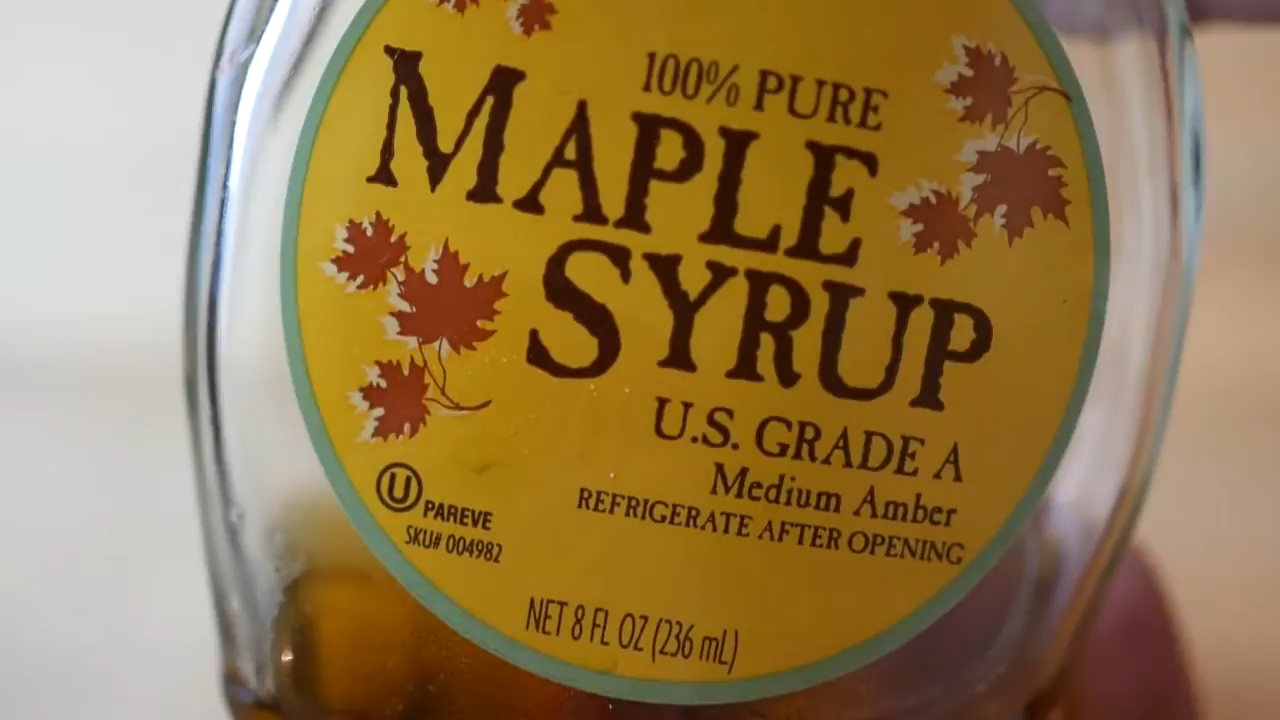 100% PURE
MAPLE
SYRUP
U.S. GRADE A
Medium Amber
REFRIGERATE AFTER OPENING
U PAREVE
SKU# 004982
NET 8 FL OZ (236 mL)